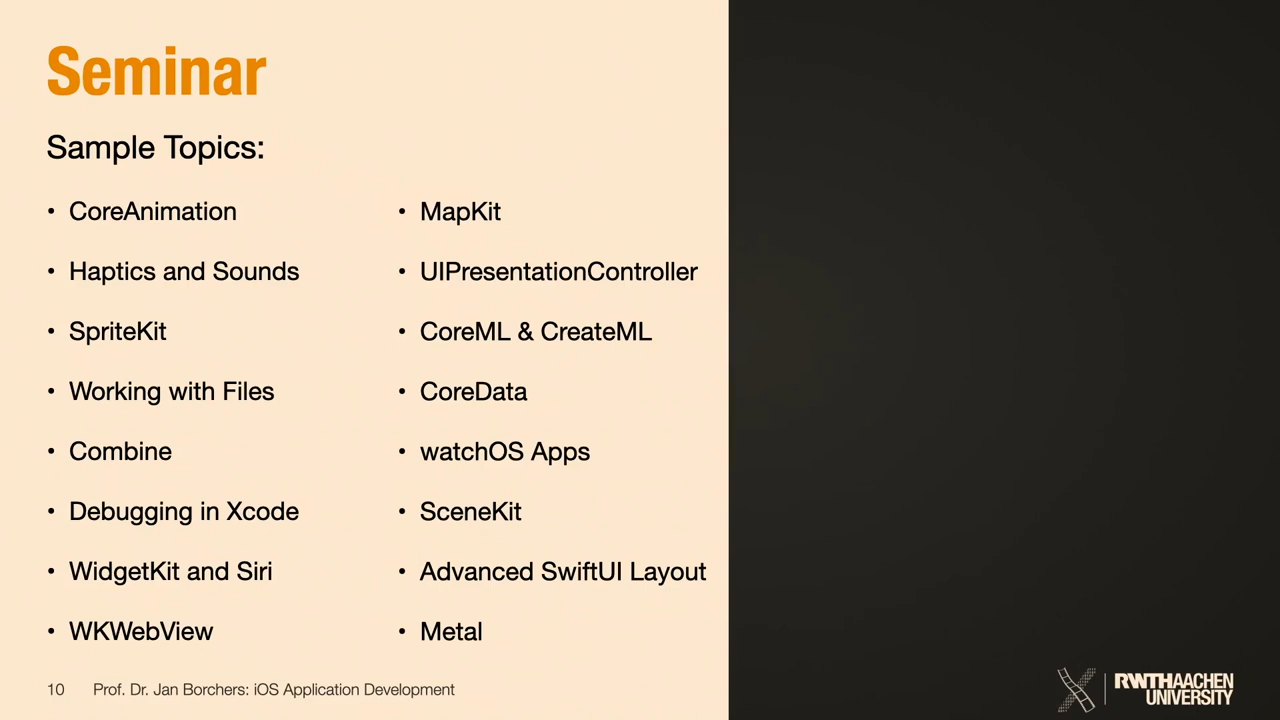 Seminar
Sample Topics:
• CoreAnimation
• Haptics and Sounds
• SpriteKit
• Working with Files
• Combine
• Debugging in Xcode
• WidgetKit and Siri
• WKWebView
• MapKit
• UIPresentationController
• CoreML & CreateML
• CoreData
• watchOS Apps
• SceneKit
• Advanced SwiftUI Layout
• Metal
10 Prof. Dr. Jan Borchers: iOS Application Development
RWTHAACHEN
UNIVERSITY